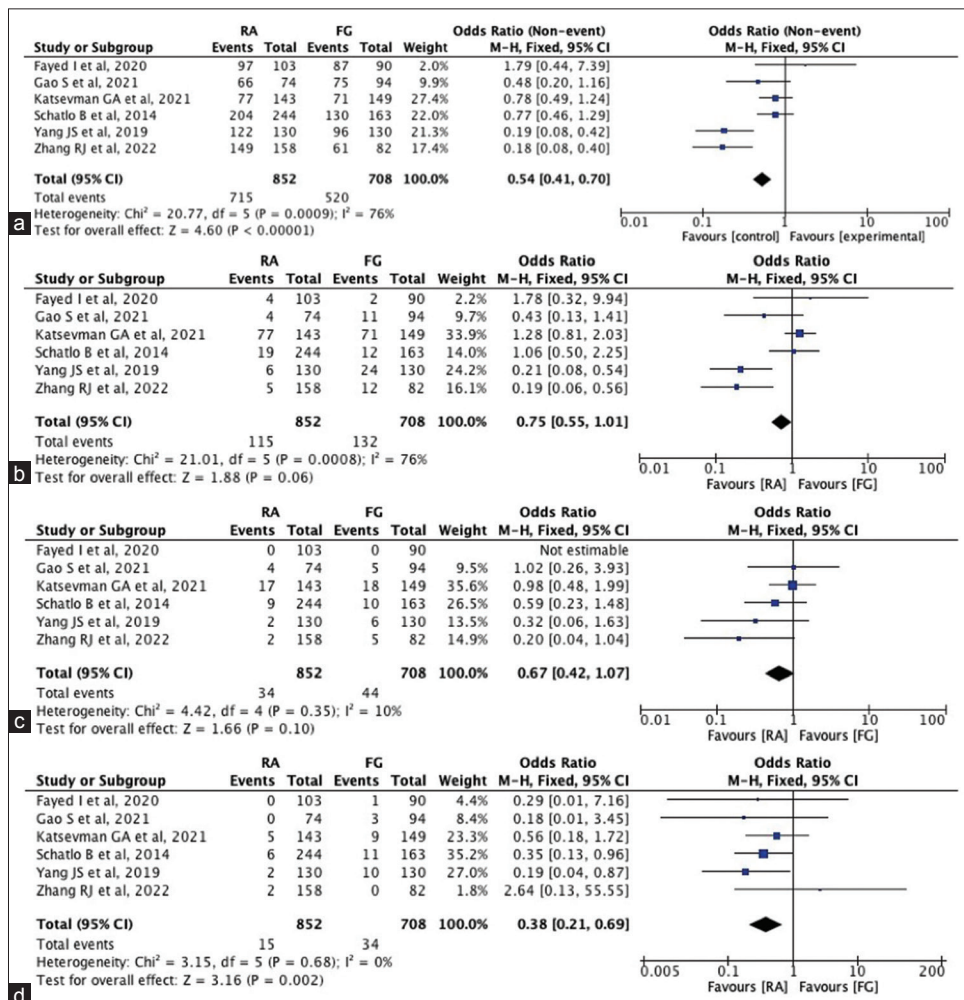 RA FG Odds Ratio (Non-event) Odds Ratio (Non-event)
Study or Subgroup Events Total Events Total Weight M-H, Fixed, 95% CI M-H, Fixed, 95% CI
Fayed I et al, 2020 97 103 87 90 2.0% 1.79 [0.44, 7.39]
Gao S et al, 2021 66 74 75 94 9.9% 0.48 [0.20, 1.16]
Katsevman GA et al, 2021 77 143 71 149 27.4% 0.78 [0.49, 1.24]
Schatlo B et al, 2014 204 244 130 163 22.0% 0.77 [0.46, 1.29]
Yang JS et al, 2019 122 130 96 130 21.3% 0.19 [0.08, 0.42]
Zhang RJ et al, 2022 149 158 61 82 17.4% 0.18 [0.08, 0.40]
Total (95% CI) 852 708 100.0% 0.54 [0.41, 0.70]
Total events 715 520
Heterogeneity: Chi² = 20.77, df = 5 (P = 0.0009); I² = 76%
Test for overall effect: Z = 4.60 (P < 0.00001)
0.01 0.1 1 10 100
Favours [control] Favours [experimental]
a
RA FG Odds Ratio Odds Ratio
Study or Subgroup Events Total Events Total Weight M-H, Fixed, 95% CI M-H, Fixed, 95% CI
Fayed I et al, 2020 4 103 2 90 2.2% 1.78 [0.32, 9.94]
Gao S et al, 2021 4 74 11 94 9.7% 0.43 [0.13, 1.41]
Katsevman GA et al, 2021 77 143 71 149 33.9% 1.28 [0.81, 2.03]
Schatlo B et al, 2014 19 244 12 163 14.0% 1.06 [0.50, 2.25]
Yang JS et al, 2019 6 130 24 130 24.2% 0.21 [0.08, 0.54]
Zhang RJ et al, 2022 5 158 12 82 16.1% 0.19 [0.06, 0.56]
Total (95% CI) 852 708 100.0% 0.75 [0.55, 1.01]
Total events 115 132
Heterogeneity: Chi² = 21.01, df = 5 (P = 0.0008); I² = 76%
Test for overall effect: Z = 1.88 (P = 0.06)
0.01 0.1 1 10 100
Favours [RA] Favours [FG]
b
RA FG Odds Ratio Odds Ratio
Study or Subgroup Events Total Events Total Weight M-H, Fixed, 95% CI M-H, Fixed, 95% CI
Fayed I et al, 2020 0 103 0 90 Not estimable
Gao S et al, 2021 4 74 5 94 9.5% 1.02 [0.26, 3.93]
Katsevman GA et al, 2021 17 143 18 149 35.6% 0.98 [0.48, 1.99]
Schatlo B et al, 2014 9 244 10 163 26.5% 0.59 [0.23, 1.48]
Yang JS et al, 2019 2 130 6 130 13.5% 0.32 [0.06, 1.63]
Zhang RJ et al, 2022 2 158 5 82 14.9% 0.20 [0.04, 1.04]
Total (95% CI) 852 708 100.0% 0.67 [0.42, 1.07]
Total events 34 44
Heterogeneity: Chi² = 4.42, df = 4 (P = 0.35); I² = 10%
Test for overall effect: Z = 1.66 (P = 0.10)
0.01 0.1 1 10 100
Favours [RA] Favours [FG]
c
RA FG Odds Ratio Odds Ratio
Study or Subgroup Events Total Events Total Weight M-H, Fixed, 95% CI M-H, Fixed, 95% CI
Fayed I et al, 2020 0 103 1 90 4.4% 0.29 [0.01, 7.16]
Gao S et al, 2021 0 74 3 94 8.4% 0.18 [0.01, 3.45]
Katsevman GA et al, 2021 5 143 9 149 23.3% 0.56 [0.18, 1.72]
Schatlo B et al, 2014 6 244 11 163 35.2% 0.35 [0.13, 0.96]
Yang JS et al, 2019 2 130 10 130 27.0% 0.19 [0.04, 0.87]
Zhang RJ et al, 2022 2 158 0 82 1.8% 2.64 [0.13, 55.55]
Total (95% CI) 852 708 100.0% 0.38 [0.21, 0.69]
Total events 15 34
Heterogeneity: Chi² = 3.15, df = 5 (P = 0.68); I² = 0%
Test for overall effect: Z = 3.16 (P = 0.002)
0.005 0.1 1 10 200
Favours [RA] Favours [FG]
d